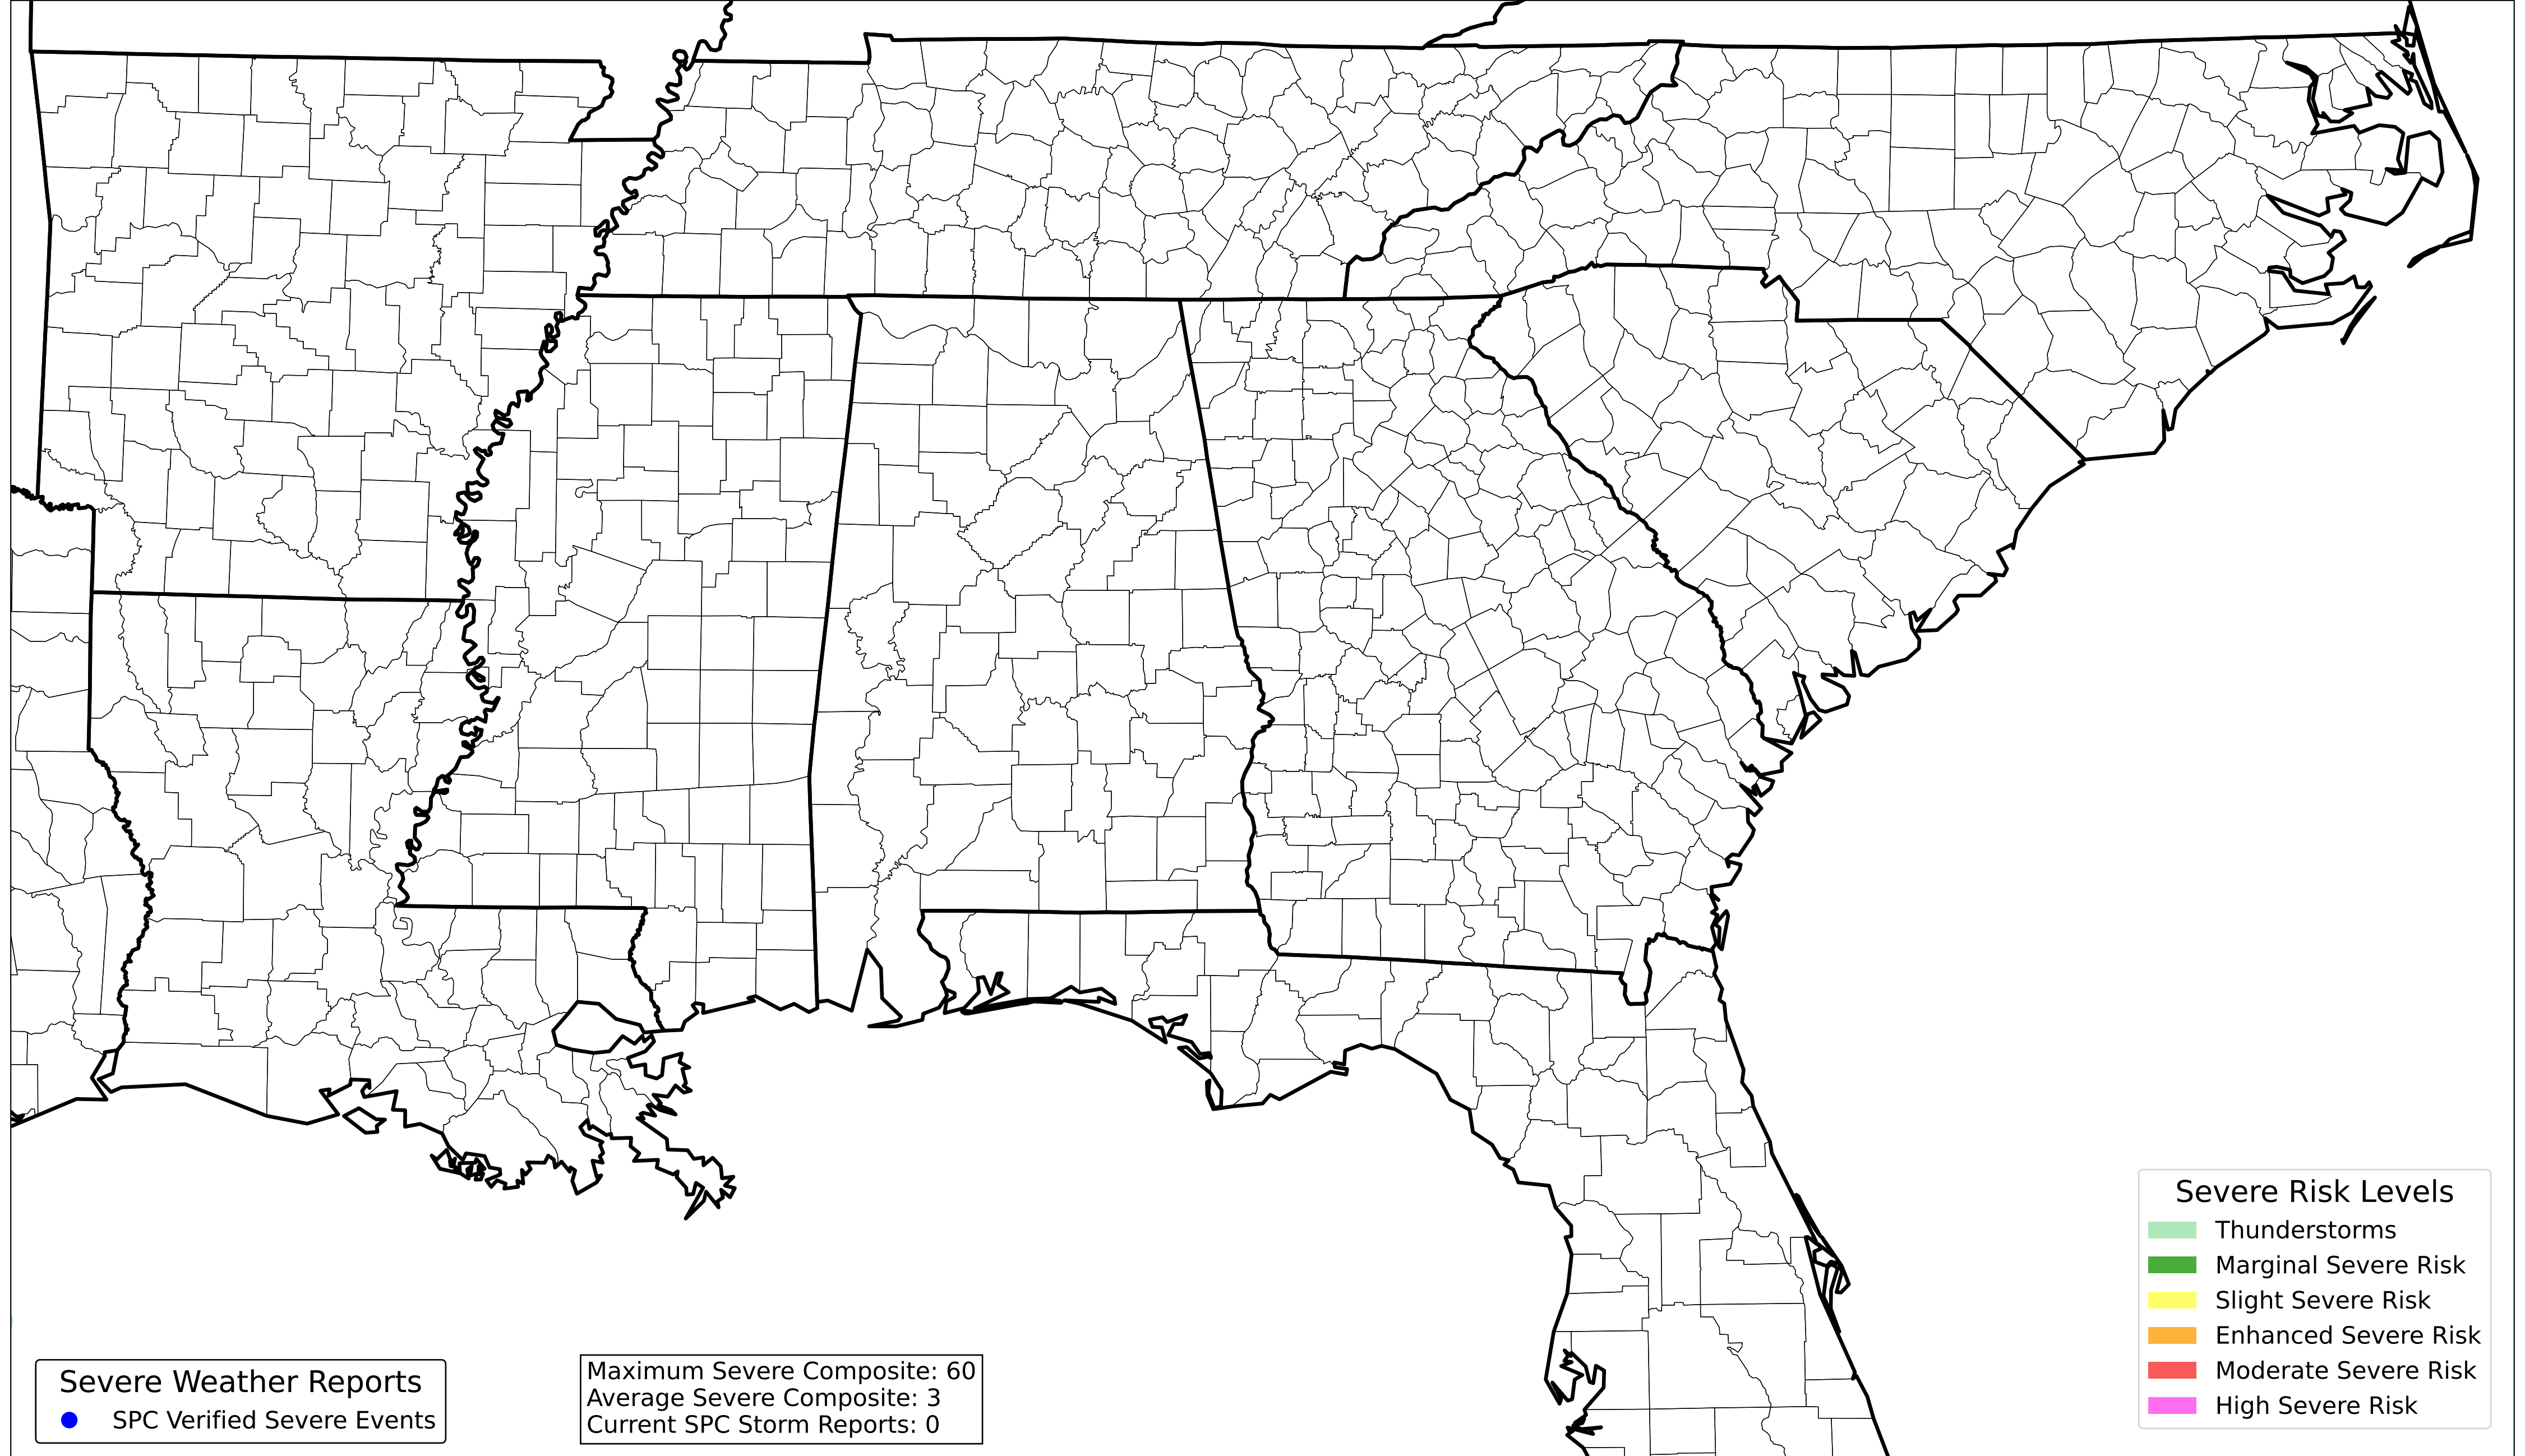 Severe Weather Reports
SPC Verified Severe Events
Maximum Severe Composite: 60
Average Severe Composite: 3
Current SPC Storm Reports: 0
Severe Risk Levels
Thunderstorms
Marginal Severe Risk
Slight Severe Risk
Enhanced Severe Risk
Moderate Severe Risk
High Severe Risk